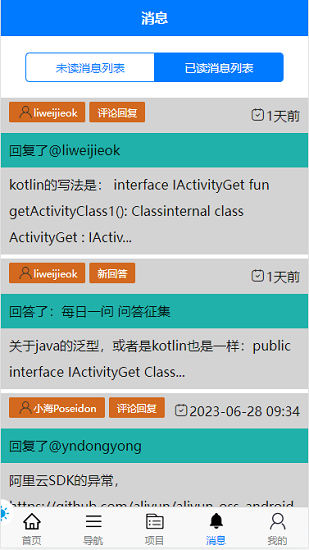 消息
未读消息列表 已读消息列表
liweijieok 评论回复 1天前
回复了@liweijieok
kotlin的写法是： interface IActivityGet fun
getActivityClass1(): Classinternal class
ActivityGet : IActiv...
liweijieok 新回答 1天前
回答了：每日一问 问答征集
关于java的泛型，或者是kotlin也是一样：public
interface IActivityGet Class...
小海Poseidon 评论回复 2023-06-28 09:34
回复了@yndongyong
阿里云SDK的异常，
https://github.com/aliyun/aliyun-oss-android
首页 导航 项目 消息 我的